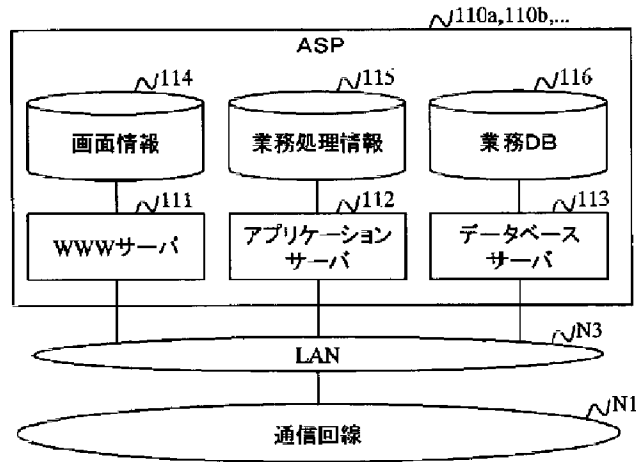 110a,110b,...
ASP
114
115
116
画面情報
業務処理情報
業務DB
111
112
113
WWWサーバ
アプリケーション
サーバ
データベース
サーバ
N3
LAN
N1
通信回線